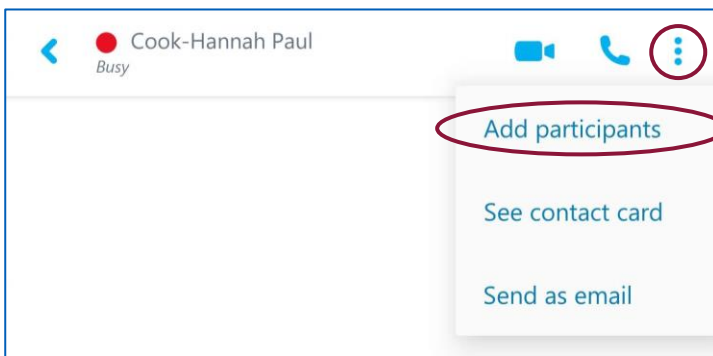 Cook-Hannah Paul
Busy
Add participants
See contact card
Send as email